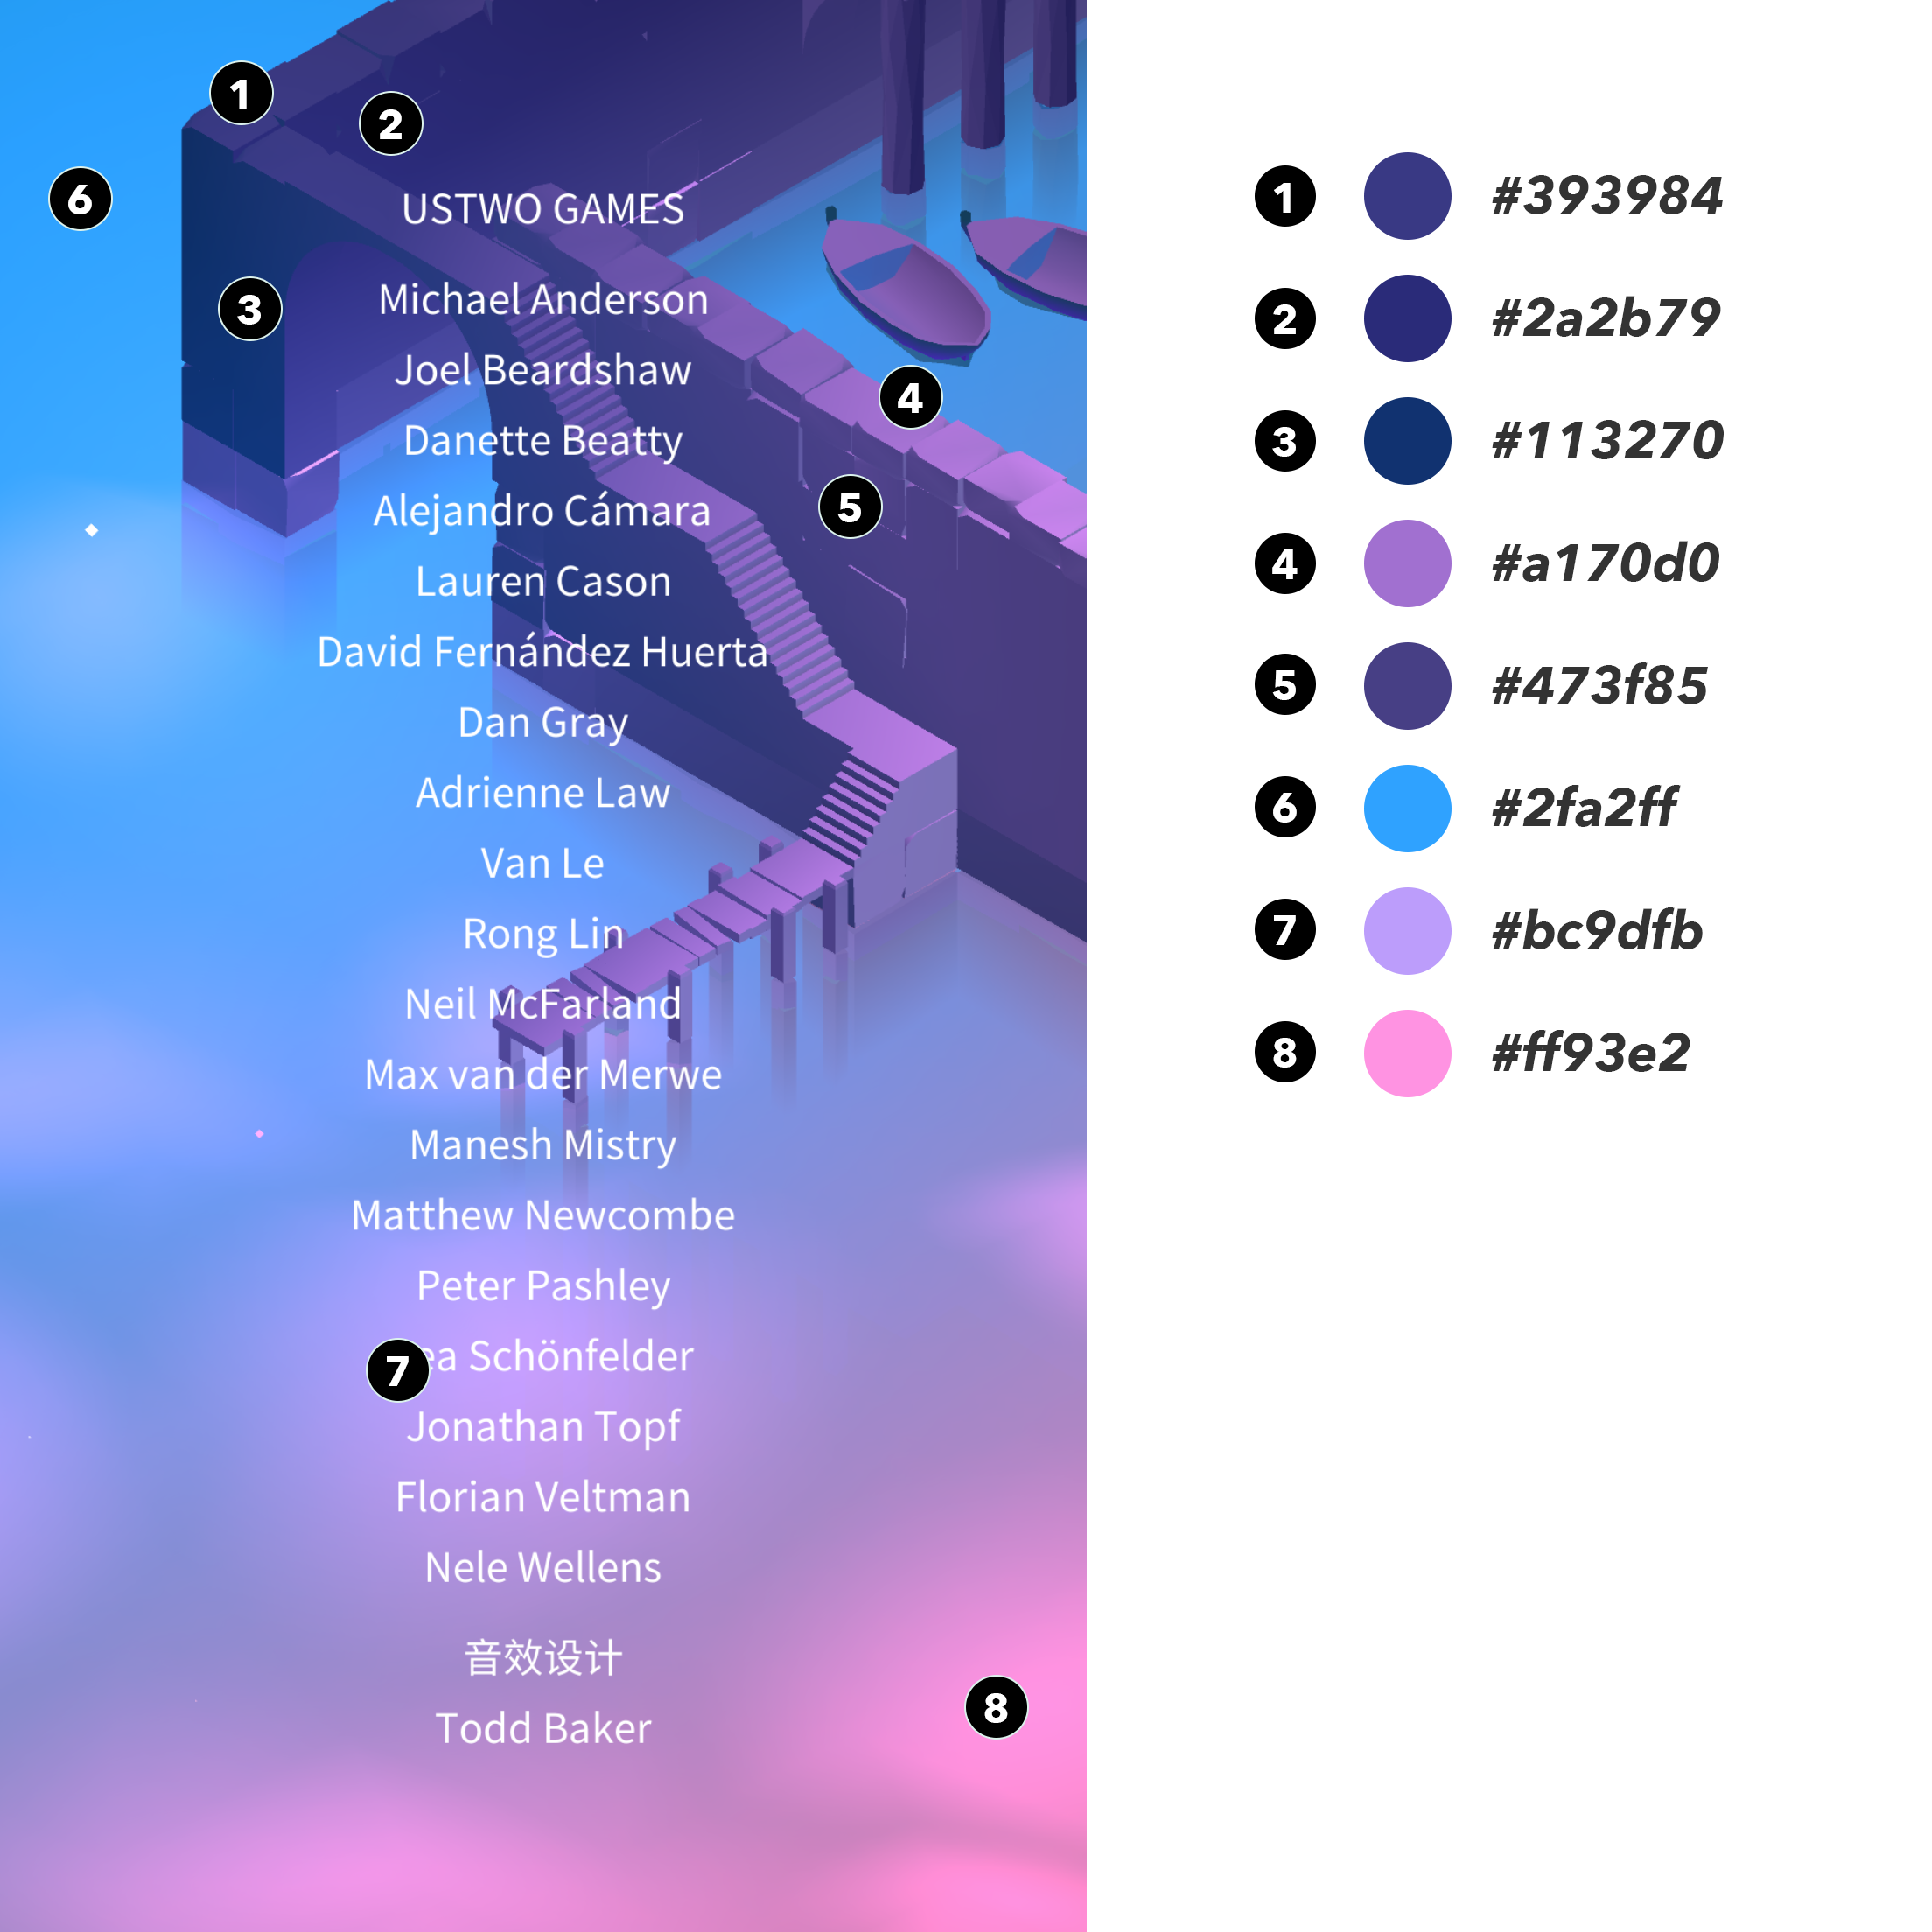 1
2
6
USTWO GAMES
3
Michael Anderson
Joel Beardshaw
4
Danette Beatty
5
Alejandro Cámara
Lauren Cason
David Fernández Huerta
Dan Gray
Adrienne Law
Van Le
Rong Lin
Neil McFarland
Max van der Merwe
Manesh Mistry
Matthew Newcombe
Peter Pashley
7
Schönfelder
Jonathan Topf
Florian Veltman
Nele Wellens
音效设计
8
Todd Baker
1 #393984
2 #2a2b79
3 #113270
4 #a170d0
5 #473f85
6 #2fa2ff
7 #bc9dfb
8 #ff93e2